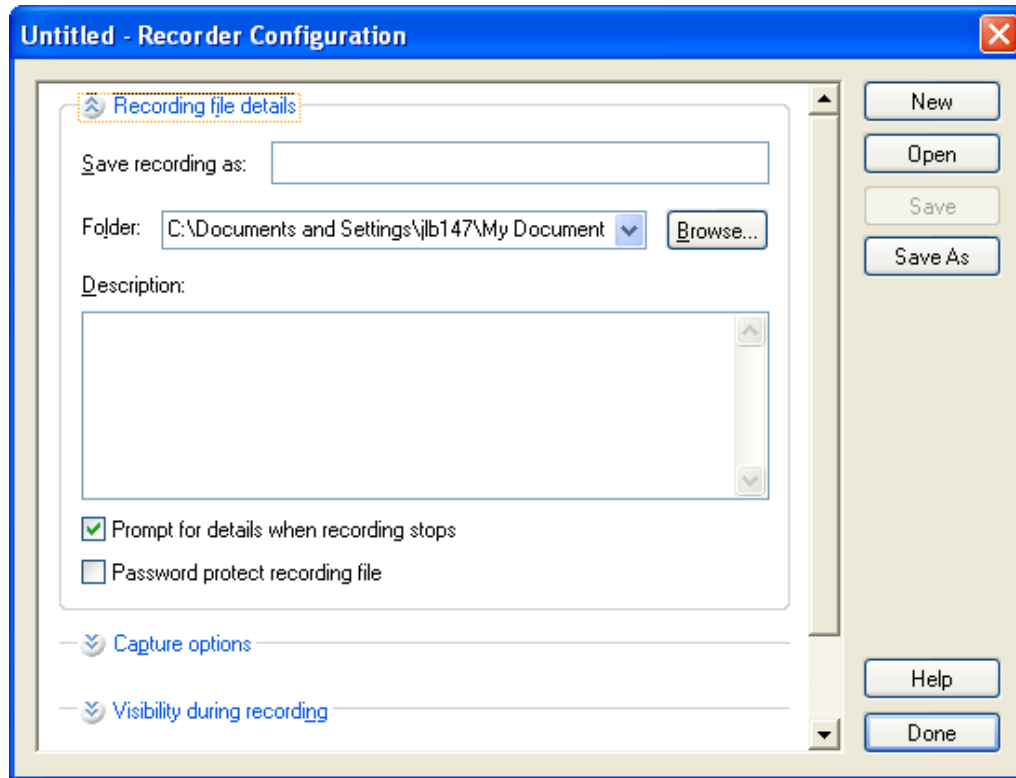 Untitled - Recorder Configuration
Recording file details
Save recording as:
Folder: C:\Documents and Settings\jlb147\My Document Browse...
Description:
Prompt for details when recording stops
Password protect recording file
Capture options
Visibility during recording
New
Open
Save
Save As
Help
Done